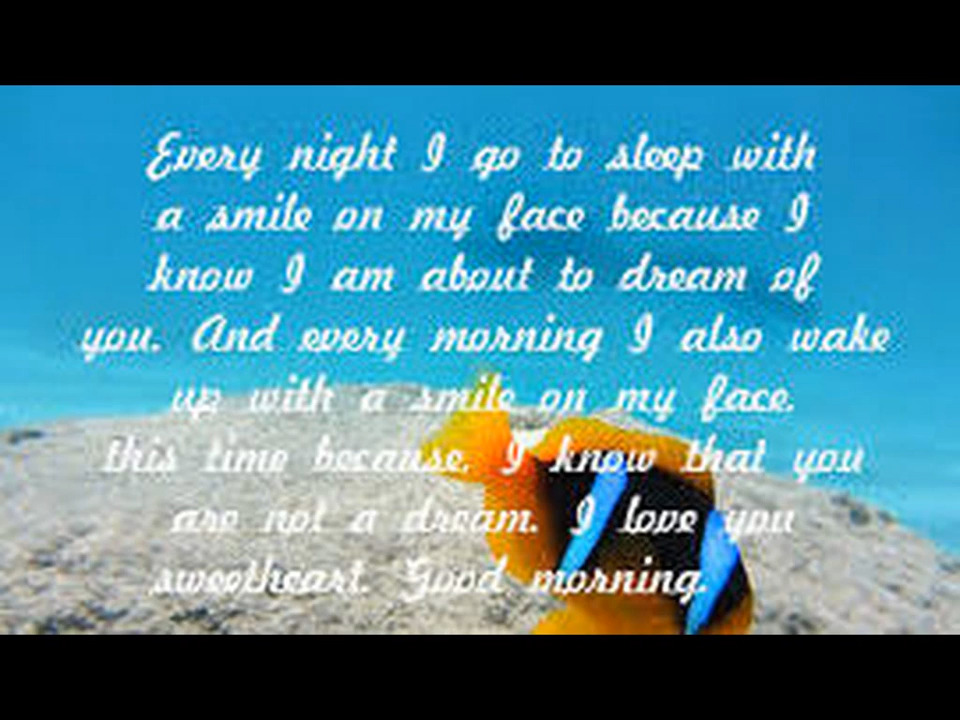 Every night I go to sleep with
a smile on my face because I
know I am about to dream of
you. And every morning I also wake
up with a smile on my face.
this time because, I know that you
are not a dream. I love you
sweetheart. Good morning.